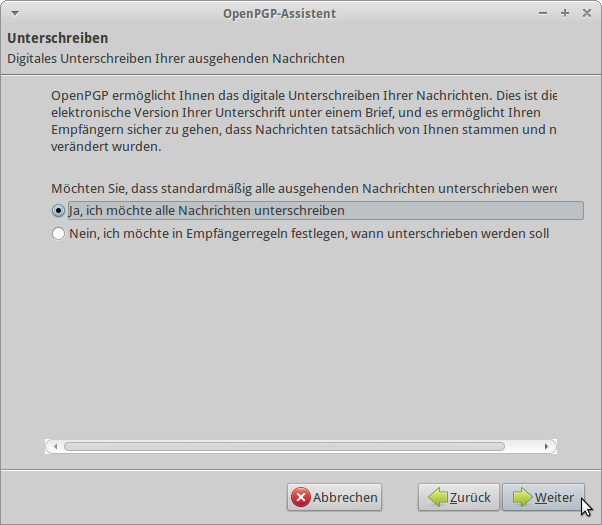 OpenPGP-Assistent
Unterschreiben
Digitales Unterschreiben Ihrer ausgehenden Nachrichten
OpenPGP ermöglicht Ihnen das digitale Unterschreiben Ihrer Nachrichten. Dies ist die
elektronische Version Ihrer Unterschrift unter einem Brief, und es ermöglicht Ihren
Empfängern sicher zu gehen, dass Nachrichten tatsächlich von Ihnen stammen und n
verändert wurden.
Möchten Sie, dass standardmäßig alle ausgehenden Nachrichten unterschrieben werd
Ja, ich möchte alle Nachrichten unterschreiben
Nein, ich möchte in Empfängerregeln festlegen, wann unterschrieben werden soll
Abbrechen Zurück Weiter